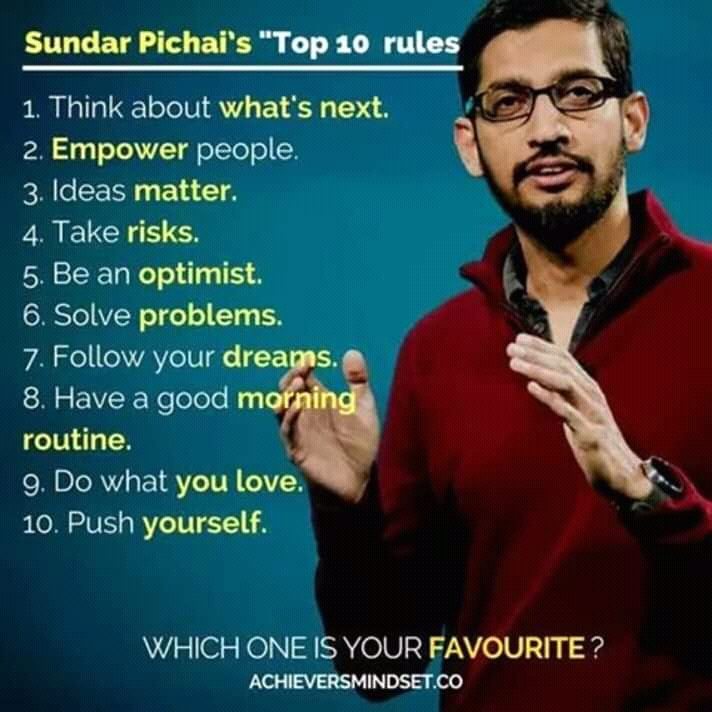 Sundar Pichai's "Top 10 rules
1. Think about what's next.
2. Empower people.
3. Ideas matter.
4. Take risks.
5. Be an optimist.
6. Solve problems.
7. Follow your dreams.
8. Have a good morning
routine.
9. Do what you love.
10. Push yourself.
WHICH ONE IS YOUR FAVOURITE?
ACHIEVERSMINDSET.CO